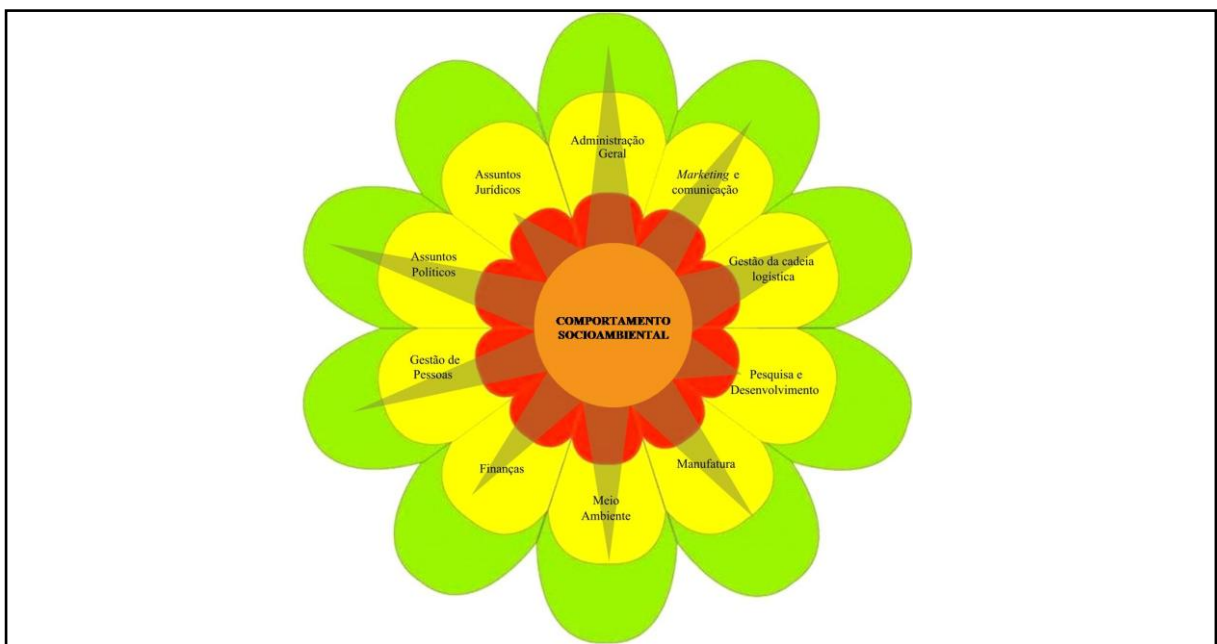 Administração
Geral
Marketing e
comunicação
Gestão da cadeia
logística
Pesquisa e
Desenvolvimento
Manufatura
Meio
Ambiente
Finanças
Gestão de
Pessoas
Assuntos
Políticos
Assuntos
Jurídicos
COMPORTAMENTO
SOCIOAMBIENTAL